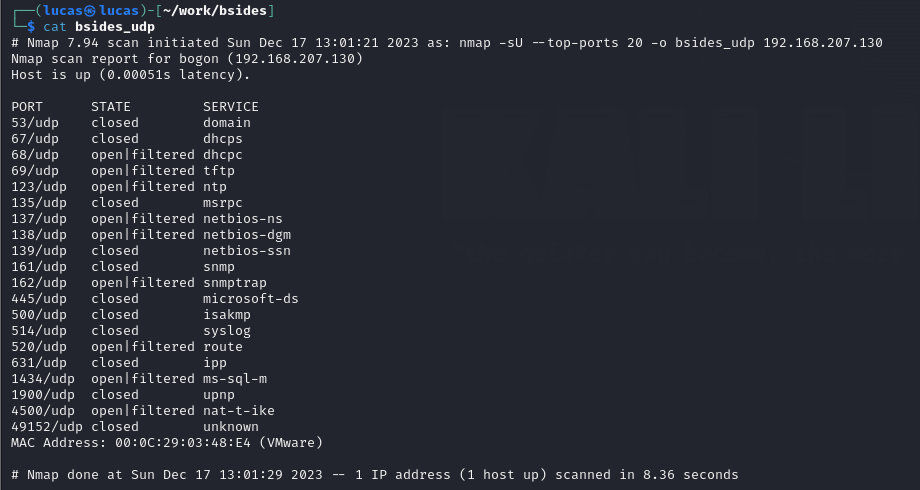 ┌──(lucas㉿lucas)-[~/work/bsides]
└─$ cat bsides_udp
# Nmap 7.94 scan initiated Sun Dec 17 13:01:21 2023 as: nmap -sU --top-ports 20 -o bsides_udp 192.168.207.130
Nmap scan report for bogon (192.168.207.130)
Host is up (0.00051s latency).

PORT      STATE         SERVICE
53/udp    closed        domain
67/udp    closed        dhcps
68/udp    open|filtered dhcpc
69/udp    open|filtered tftp
123/udp   open|filtered ntp
135/udp   closed        msrpc
137/udp   open|filtered netbios-ns
138/udp   open|filtered netbios-dgm
139/udp   closed        netbios-ssn
161/udp   closed        snmp
162/udp   open|filtered snmptrap
445/udp   closed        microsoft-ds
500/udp   closed        isakmp
514/udp   closed        syslog
520/udp   open|filtered route
631/udp   closed        ipp
1434/udp  open|filtered ms-sql-m
1900/udp  closed        upnp
4500/udp  open|filtered nat-t-ike
49152/udp closed        unknown
MAC Address: 00:0C:29:03:48:E4 (VMware)

# Nmap done at Sun Dec 17 13:01:29 2023 -- 1 IP address (1 host up) scanned in 8.36 seconds